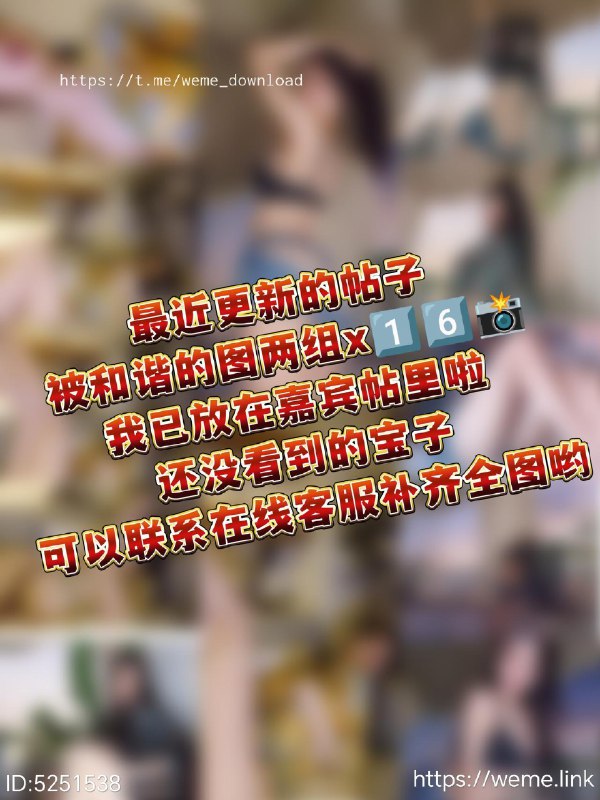 https://t.me/weme_download
最近更新的帖子
被和谐的图两组x1️⃣6️⃣📸
我已放在嘉宾帖里啦
还没看到的宝子
可以联系在线客服补齐全图哟
ID:5251538
https://weme.link